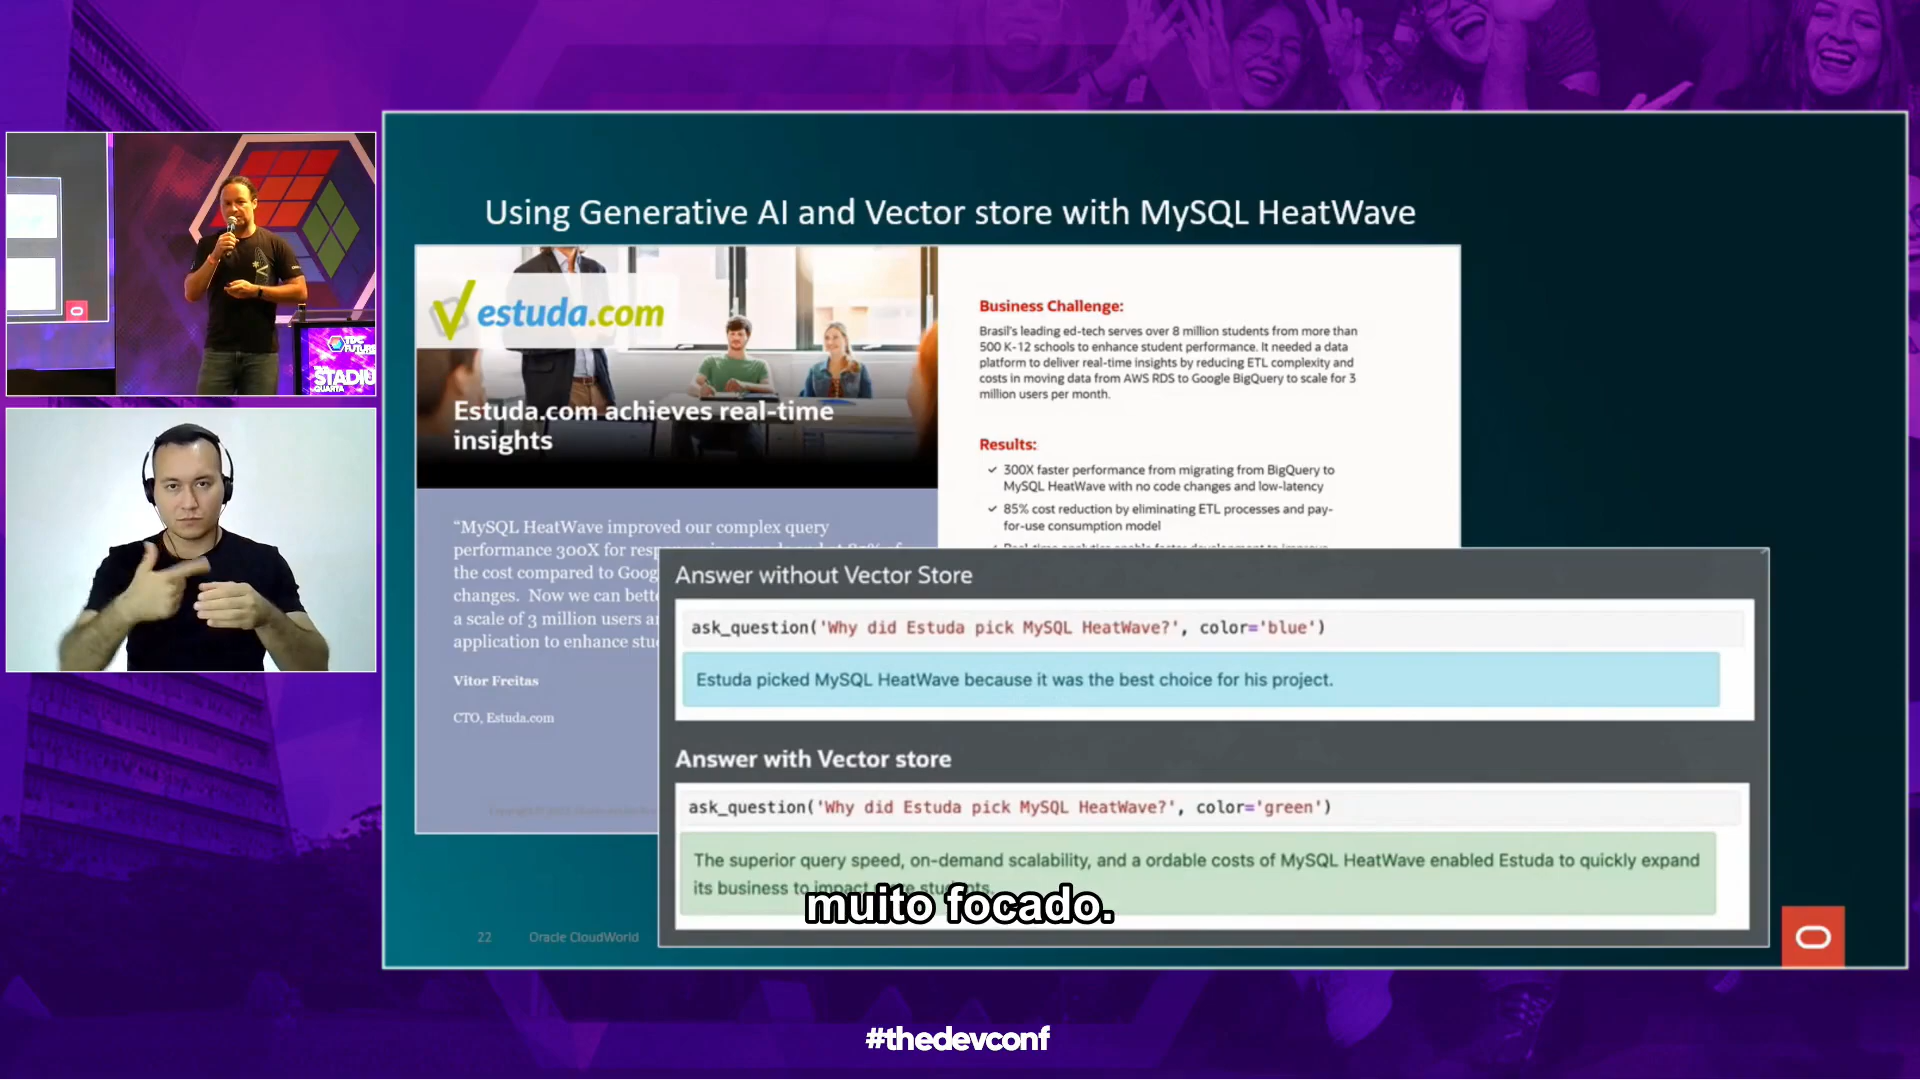 Using Generative AI and Vector store with MySQL HeatWave
estuda.com
Estuda.com achieves real-time
insights
"MySQL HeatWave improved our complex query
performance 300X for
the cost compared to
changes. Now we can
a scale of 3 million users
application to enhance
Vitor Freitas
CTO, Estuda.com
Business Challenge:
Brasil's leading ed-tech serves over 8 million students from more than
500 K-12 schools to enhance student performance. It needed a data
platform to deliver real-time insights by reducing ETL complexity and
costs in moving data from AWS RDS to Google BigQuery to scale for 3
million users per month.
Results:
✓ 300X faster performance from migrating from BigQuery to
MySQL HeatWave with no code changes and low-latency
✓ 85% cost reduction by eliminating ETL processes and pay-
for-use consumption model
Answer without Vector Store
ask_question('Why did Estuda pick MySQL HeatWave?', color='blue')
Estuda picked MySQL HeatWave because it was the best choice for his project.
Answer with Vector store
ask_question('Why did Estuda pick MySQL HeatWave?', color='green')
The superior query speed, on-demand scalability, and a ordable costs of MySQL HeatWave enabled Estuda to quickly expand
its business to impact more students.
muito focado.
22 Oracle CloudWorld
TDC
FUTURE
STADIUM
QUARTA
#thedevconf